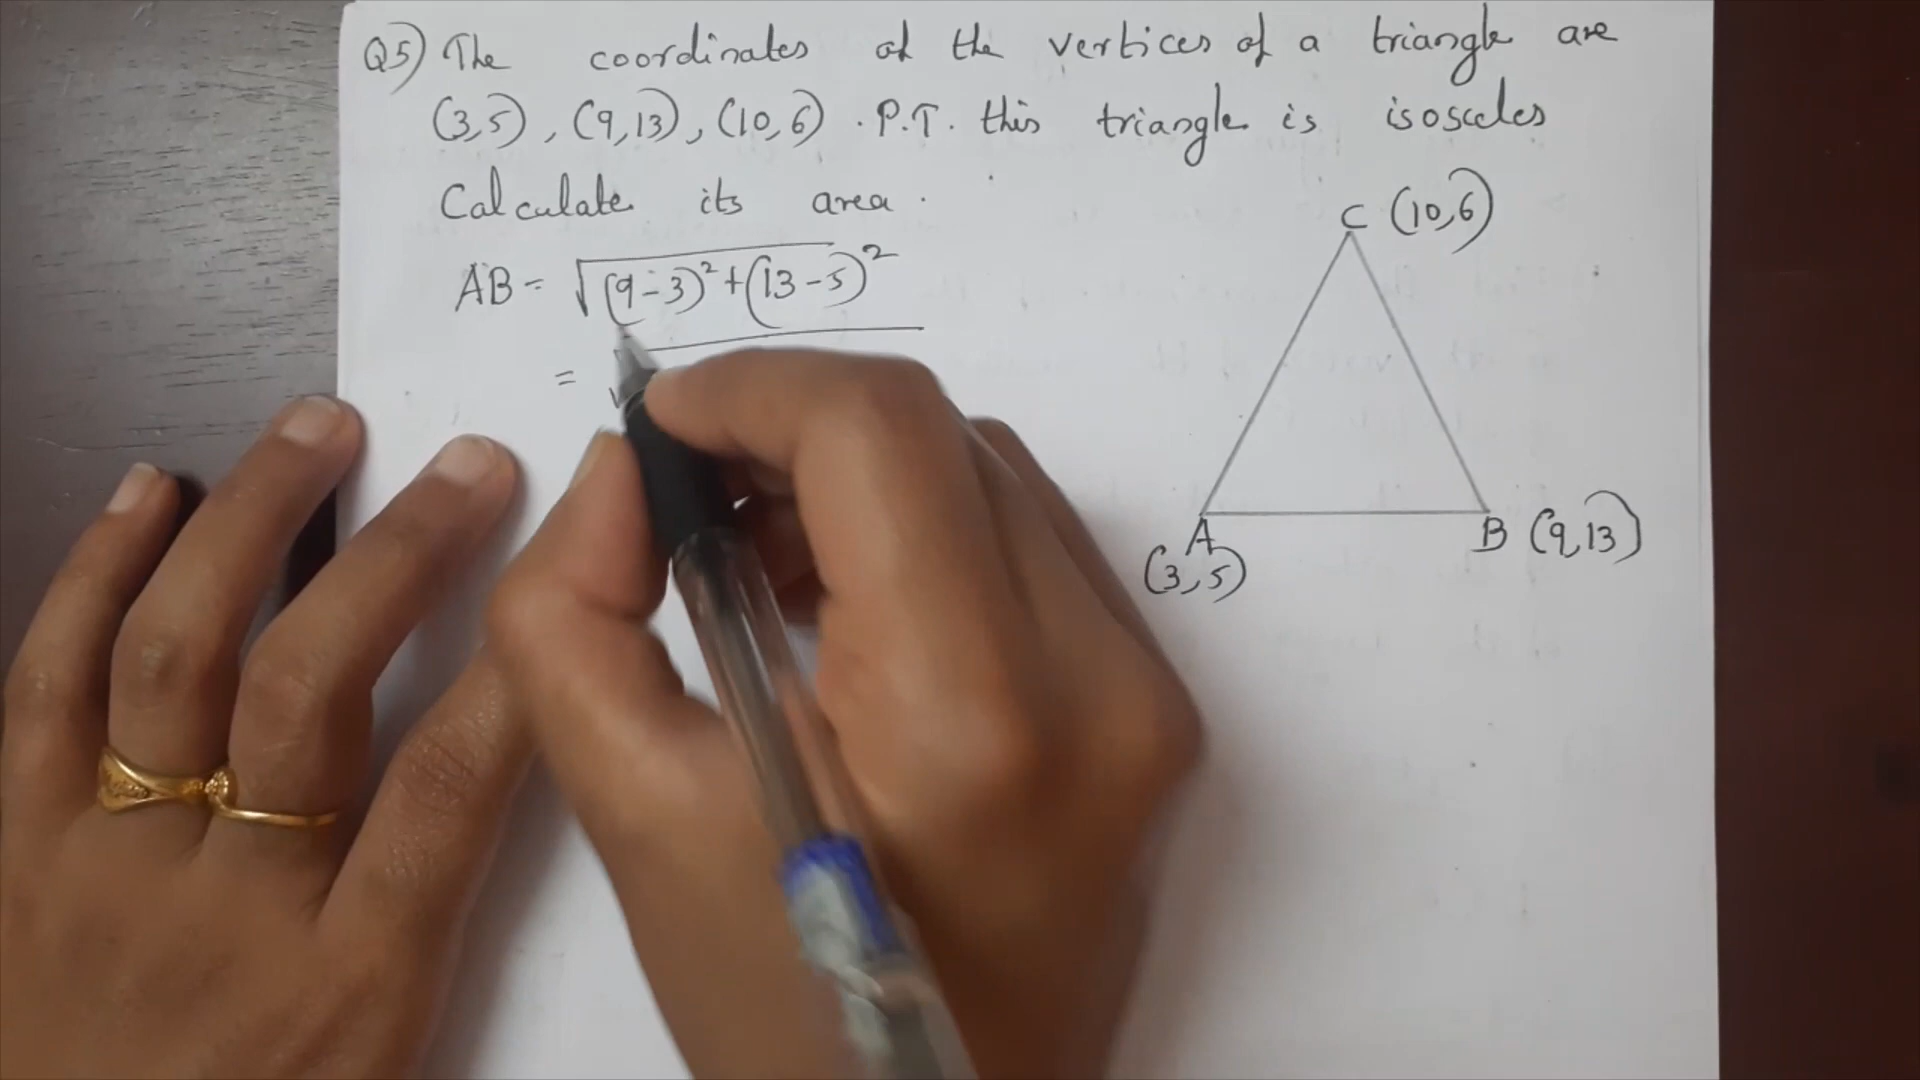 Q5) The coordinates of the vertices of a triangle are
(3,5), (9,13), (10,6). P.T. this triangle is isosceles
Calculate its area.
AB = √(9-3)²+(13-5)²
= √
C (10,6)
A
B (9,13)
(3,5)